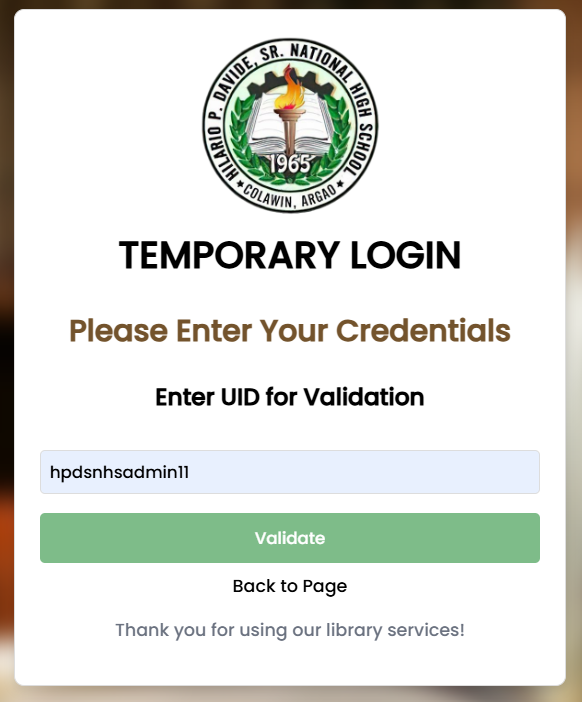 HILARIO P. DAVIDE, SR. NATIONAL HIGH SCHOOL
1965
COLAWIN, ARGAO
TEMPORARY LOGIN
Please Enter Your Credentials
Enter UID for Validation
hpdsnhsadmin11
Validate
Back to Page
Thank you for using our library services!